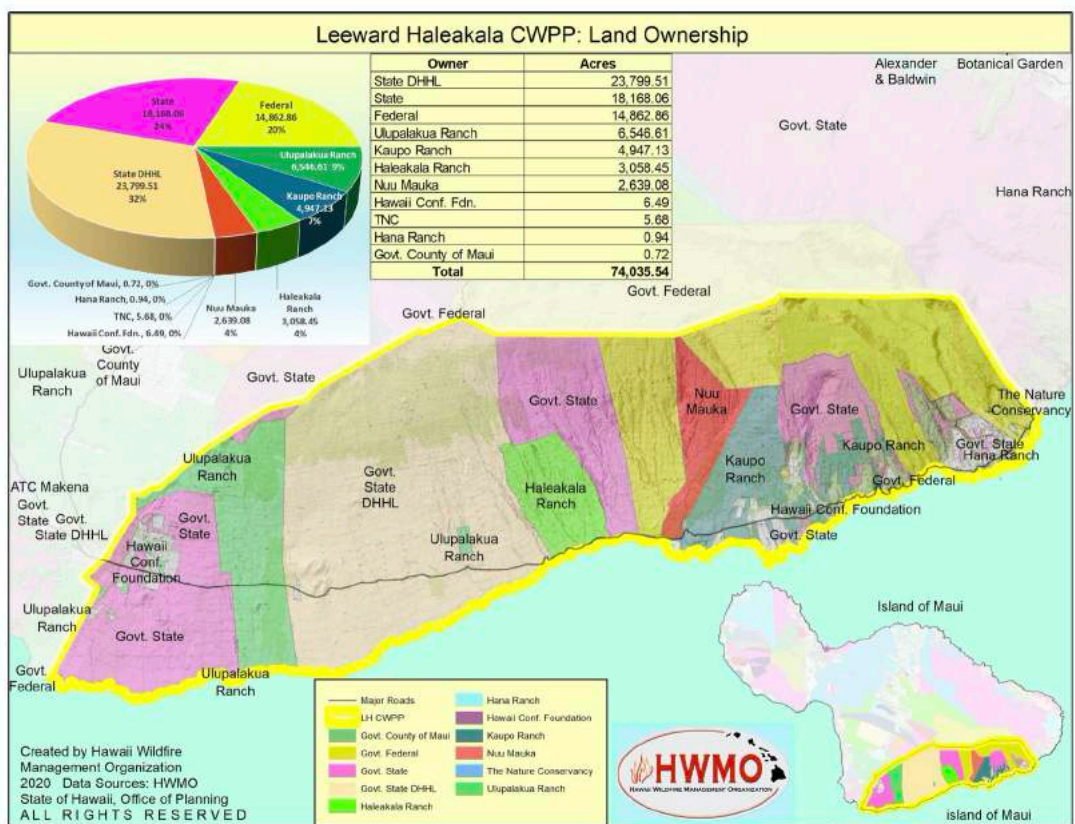 Leeward Haleakala CWPP: Land Ownership
State
18,168.06
24%
Federal
14,862.86
20%
Ulupalakua Ranch
6,546.61 9%
Kaupo Ranch
4,947.13
7%
State DHHL
23,799.51
32%
Govt. County of Maui, 0.72, 0%
Hana Ranch, 0.94, 0%
TNC, 5.68, 0%
Hawaii Conf. Fdn., 6.49, 0%
Nuu Mauka
2,639.08
4%
Haleakala
Ranch
3,058.45
4%
Owner Acres
State DHHL 23,799.51
State 18,168.06
Federal 14,862.86
Ulupalakua Ranch 6,546.61
Kaupo Ranch 4,947.13
Haleakala Ranch 3,058.45
Nuu Mauka 2,639.08
Hawaii Conf. Fdn. 6.49
TNC 5.68
Hana Ranch 0.94
Govt. County of Maui 0.72
Total 74,035.54
Alexander
& Baldwin
Botanical Garden
Govt. State
Hana Ranch
Govt. Federal
Govt. Federal
Govt.
County
of Maui
Ulupalakua
Ranch
Govt. State
Govt. State
Nuu
Mauka
Govt. State
The Nature
Conservancy
Kaupo Ranch
Govt. State
Hana Ranch
Kaupo
Ranch
Govt. Federal
Hawaii Conf. Foundation
Govt. State
Ulupalakua
Ranch
Govt.
State
DHHL
Haleakala
Ranch
ATC Makena
Govt.
State
Govt.
State DHHL
Govt.
State
Hawaii
Conf.
Foundation
Ulupalakua
Ranch
Ulupalakua
Ranch
Govt. State
Govt.
Federal
Ulupalakua
Ranch
Island of Maui
island of Maui
Major Roads
LH CWPP
Govt. County of Maui
Govt. Federal
Govt. State
Govt. State DHHL
Haleakala Ranch
Hana Ranch
Hawaii Conf. Foundation
Kaupo Ranch
Nuu Mauka
The Nature Conservancy
Ulupalakua Ranch
HWMO
HAWAII WILDFIRE MANAGEMENT ORGANIZATION
Created by Hawaii Wildfire
Management Organization
2020 Data Sources: HWMO
State of Hawaii, Office of Planning
ALL RIGHTS RESERVED